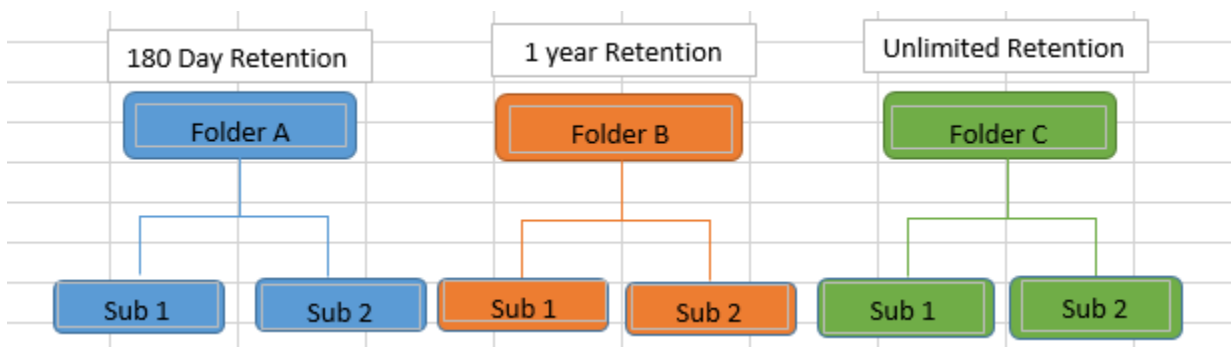 180 Day Retention
1 year Retention
Unlimited Retention
Folder A
Folder B
Folder C
Sub 1
Sub 2
Sub 1
Sub 2
Sub 1
Sub 2